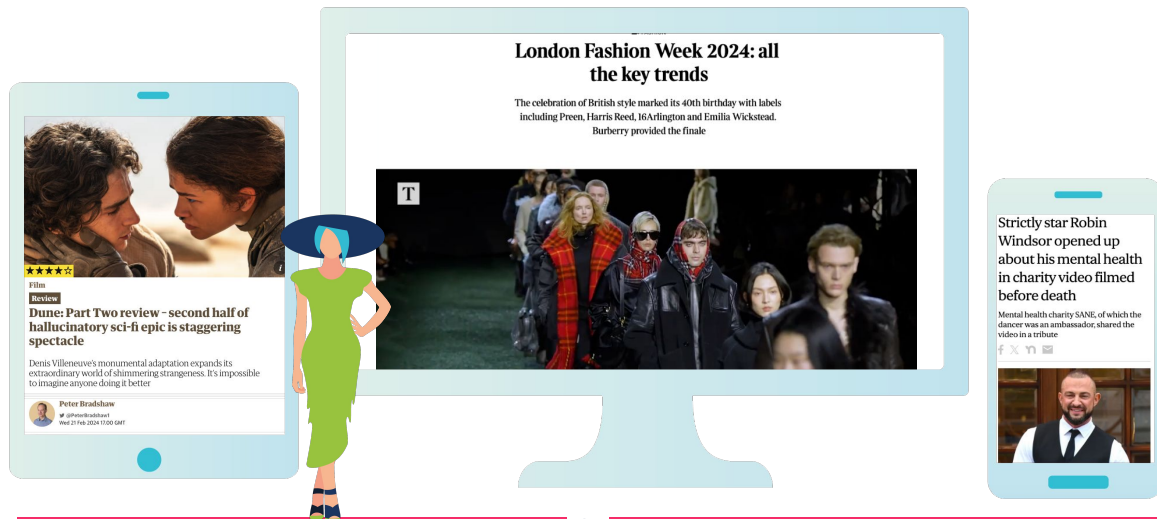 ★★★★☆
i
Film
Review
Dune: Part Two review – second half of
hallucinatory sci-fi epic is staggering
spectacle
Denis Villeneuve's monumental adaptation expands its
extraordinary world of shimmering strangeness. It's impossible
to imagine anyone doing it better
Peter Bradshaw
@PeterBradshaw1
Wed 21 Feb 2024 17.00 GMT
London Fashion Week 2024: all
the key trends
The celebration of British style marked its 40th birthday with labels
including Preen, Harris Reed, 16Arlington and Emilia Wickstead.
Burberry provided the finale
T
Strictly star Robin
Windsor opened up
about his mental health
in charity video filmed
before death
Mental health charity SANE, of which the
dancer was an ambassador, shared the
video in a tribute